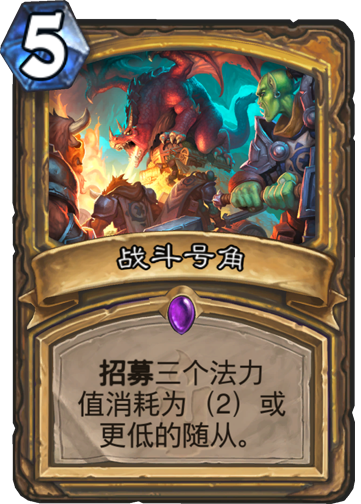 5
战斗号角
招募三个法力
值消耗为（2）或
更低的随从。